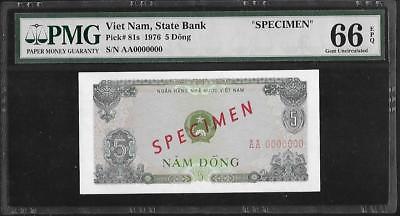 PMG
PAPER MONEY GUARANTY
Viet Nam, State Bank
Pick# 81s 1976 5 Dông
S/N AA0000000
"SPECIMEN"
66 EPQ
Gem Uncirculated
NGÂN HÀNG NHÀ NƯỚC VIỆT NAM
5
5
SPECIMEN
AA 0000000
NĂM ĐỒNG
5